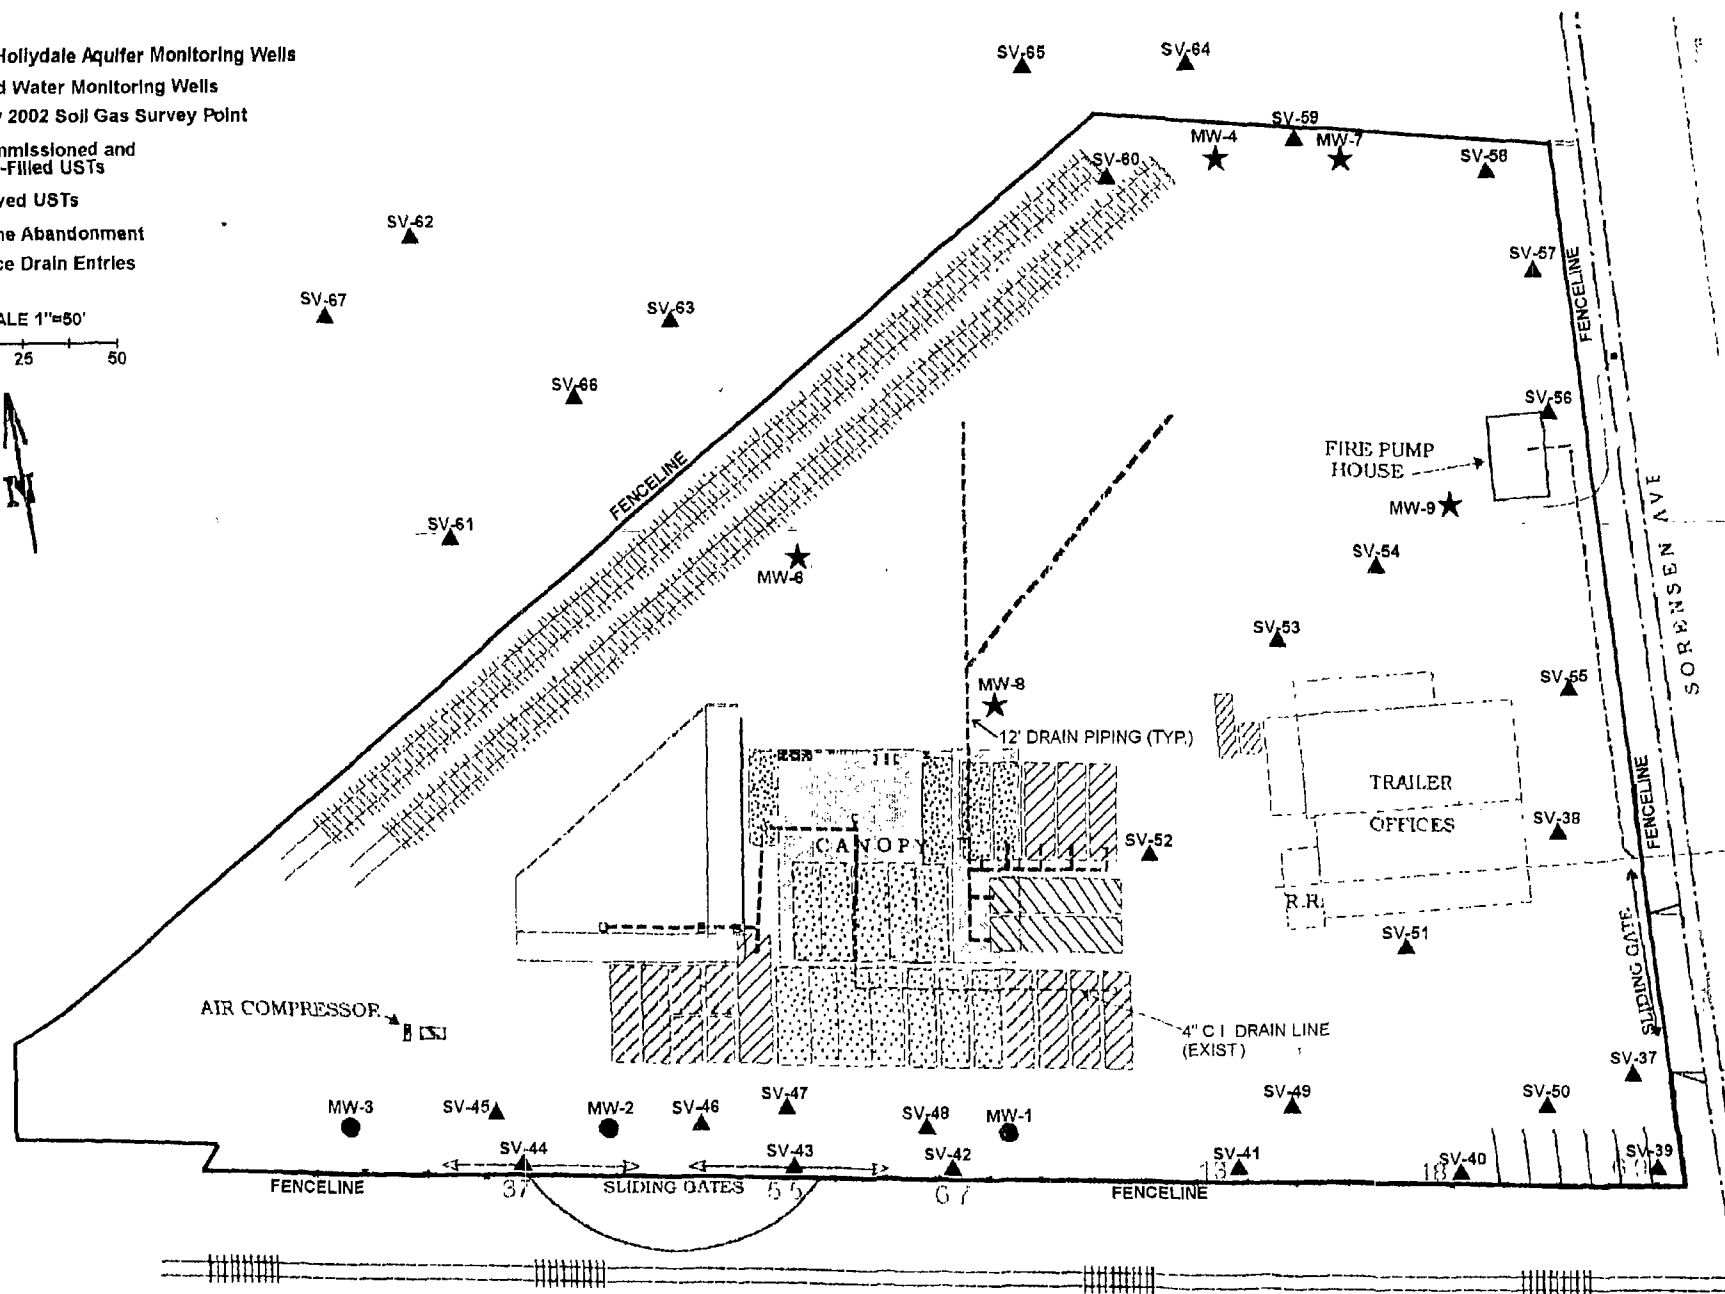 Hollydale Aquifer Monitoring Wells
d Water Monitoring Wells
y 2002 Soil Gas Survey Point
mmissioned and
-Filled USTs
ved USTs
ne Abandonment
ce Drain Entries
ALE 1"=50'
25 50
N
SV-65
SV-64
SV-59
MW-4
MW-7
SV-60
SV-58
SV-62
SV-57
FENCELINE
SV-67
SV-63
SV-66
SV-56
FIRE PUMP
HOUSE
FENCELINE
MW-9
SORENSEN AVE
SV-61
SV-54
MW-6
SV-53
SV-55
MW-8
12' DRAIN PIPING (TYP.)
TRAILER
OFFICES
FENCELINE
SV-38
CANOPY
SV-52
R.R.
SV-51
SLIDING GATE
AIR COMPRESSOR
4" C I DRAIN LINE
(EXIST)
SV-37
MW-3
SV-45
MW-2
SV-46
SV-47
SV-48
MW-1
SV-49
SV-50
SV-44
SV-43
SV-42
SV-41
SV-40
SV-39
13
18
FENCELINE
37
SLIDING GATES
55
67
FENCELINE